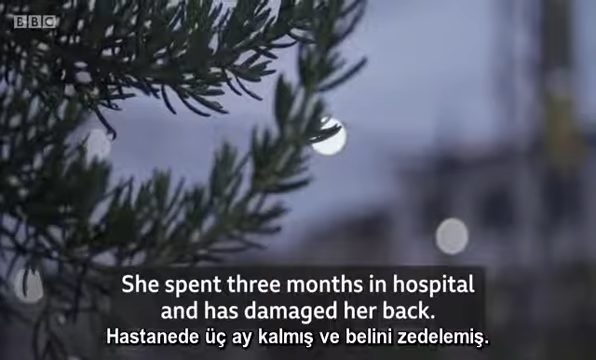 BBC
She spent three months in hospital
and has damaged her back.
Hastanede üç ay kalmış ve belini zedelemiş.